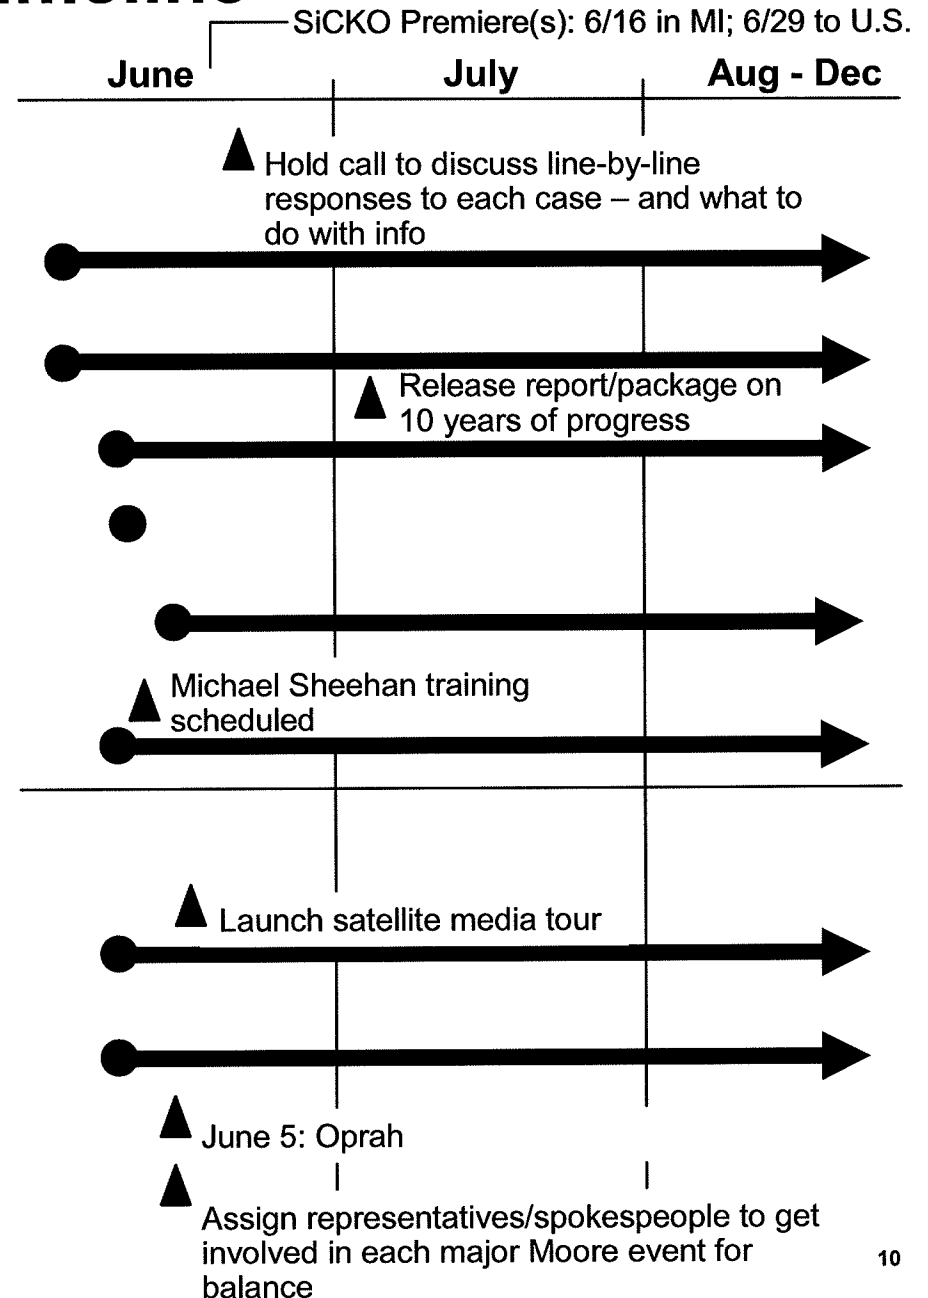 SiCKO Premiere(s): 6/16 in MI; 6/29 to U.S.
June July Aug - Dec
Hold call to discuss line-by-line
responses to each case – and what to
do with info
Release report/package on
10 years of progress
Michael Sheehan training
scheduled
Launch satellite media tour
June 5: Oprah
Assign representatives/spokespeople to get
involved in each major Moore event for
balance
10